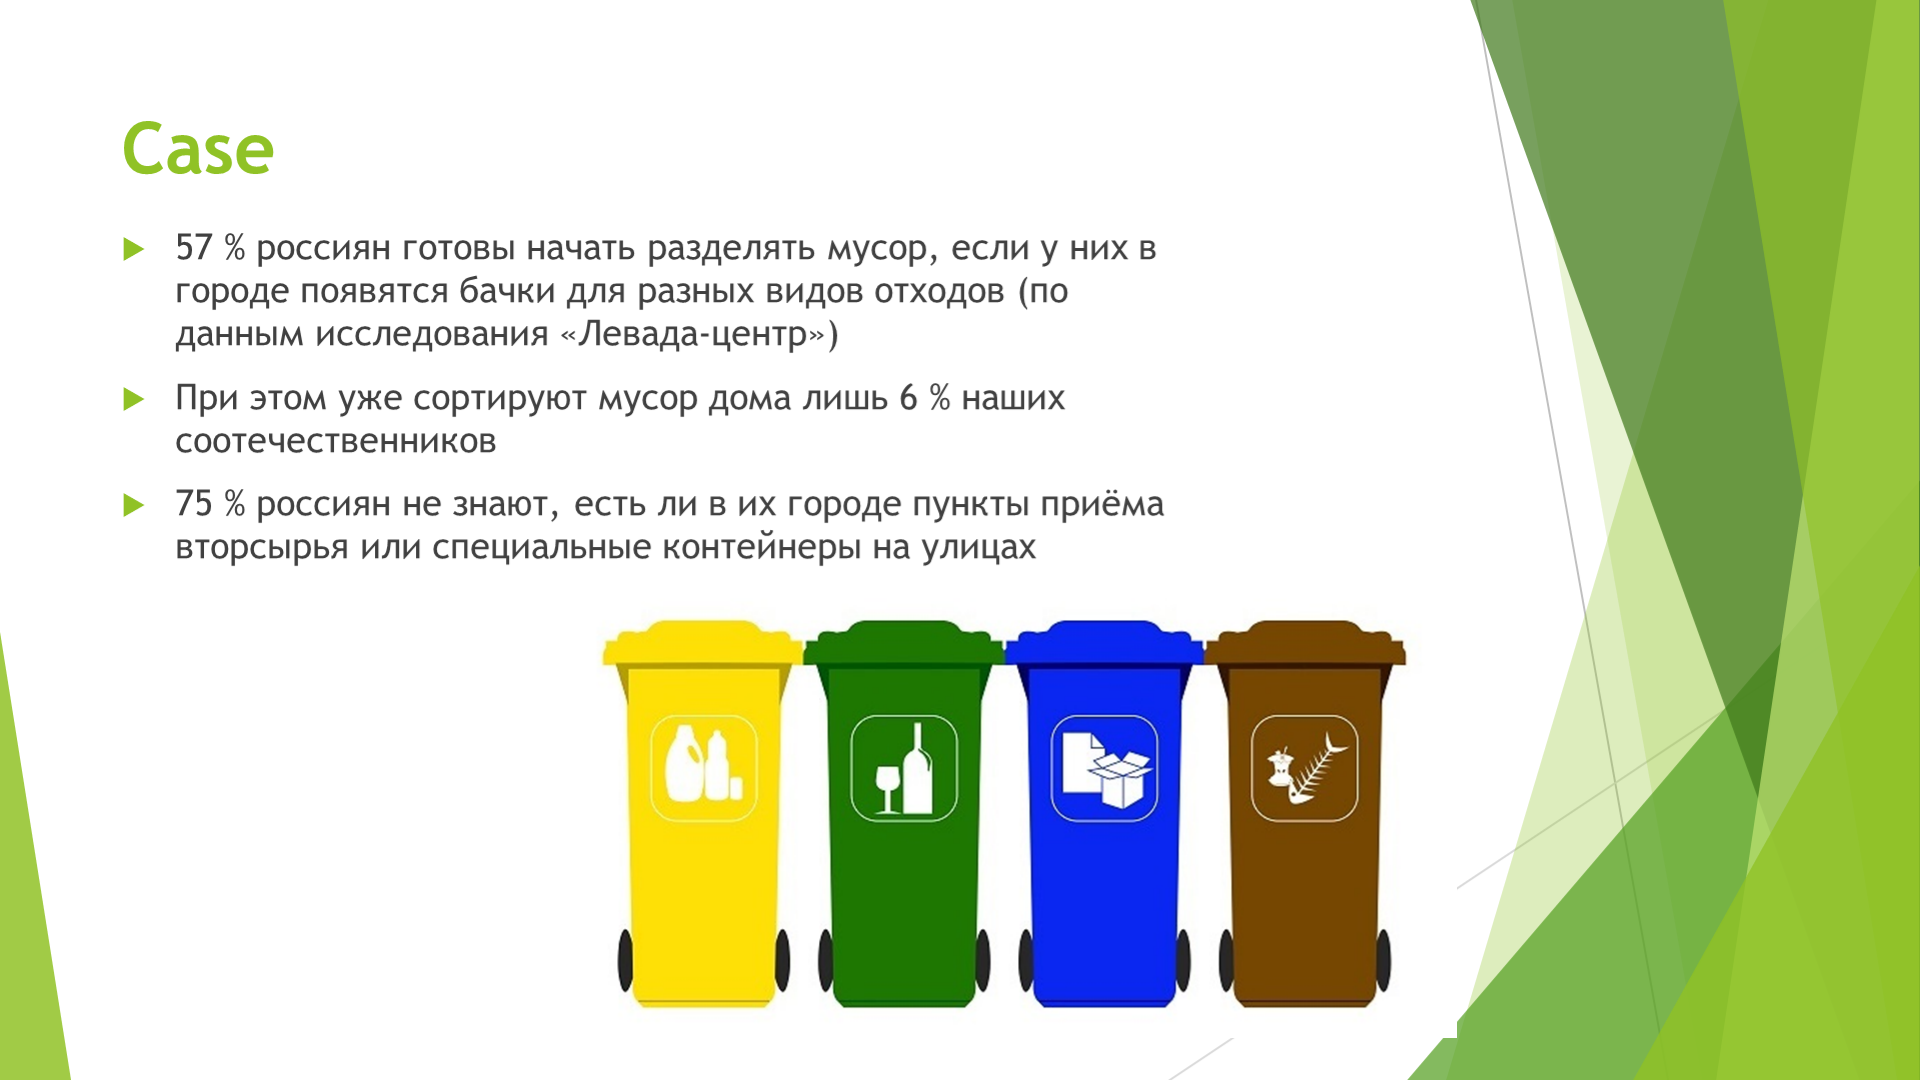 Case
57 % россиян готовы начать разделять мусор, если у них в
городе появятся бачки для разных видов отходов (по
данным исследования «Левада-центр»)
При этом уже сортируют мусор дома лишь 6 % наших
соотечественников
75 % россиян не знают, есть ли в их городе пункты приёма
вторсырья или специальные контейнеры на улицах